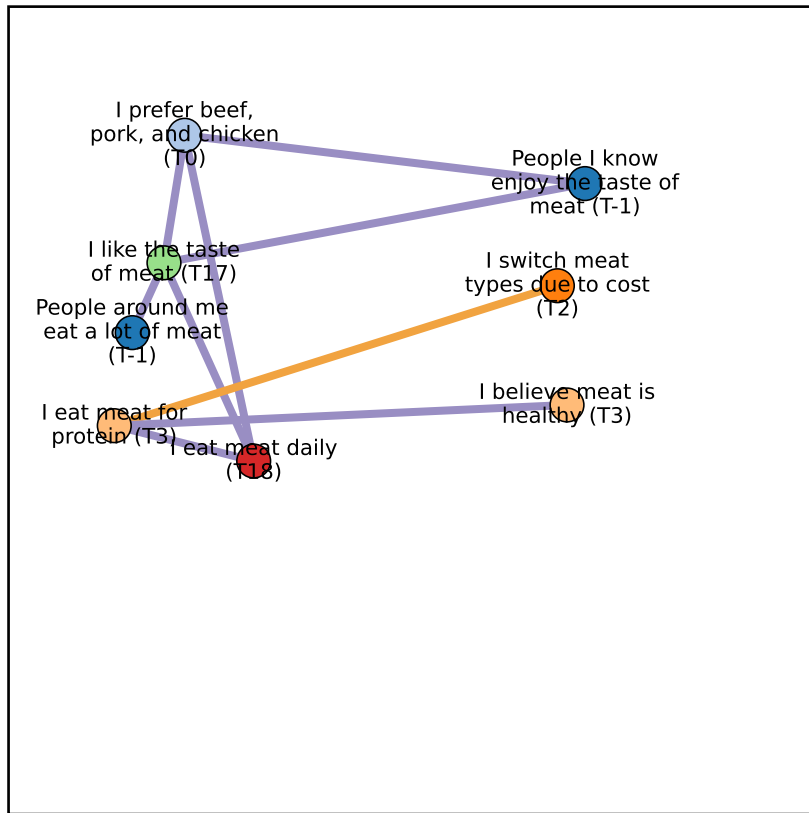 I prefer beef,
pork, and chicken
(T0)
People I know
enjoy the taste of
meat (T-1)
I like the taste
of meat (T17)
I switch meat
types due to cost
(T2)
People around me
eat a lot of meat
(T-1)
I believe meat is
healthy (T3)
I eat meat for
protein (T3)
I eat meat daily
(T18)